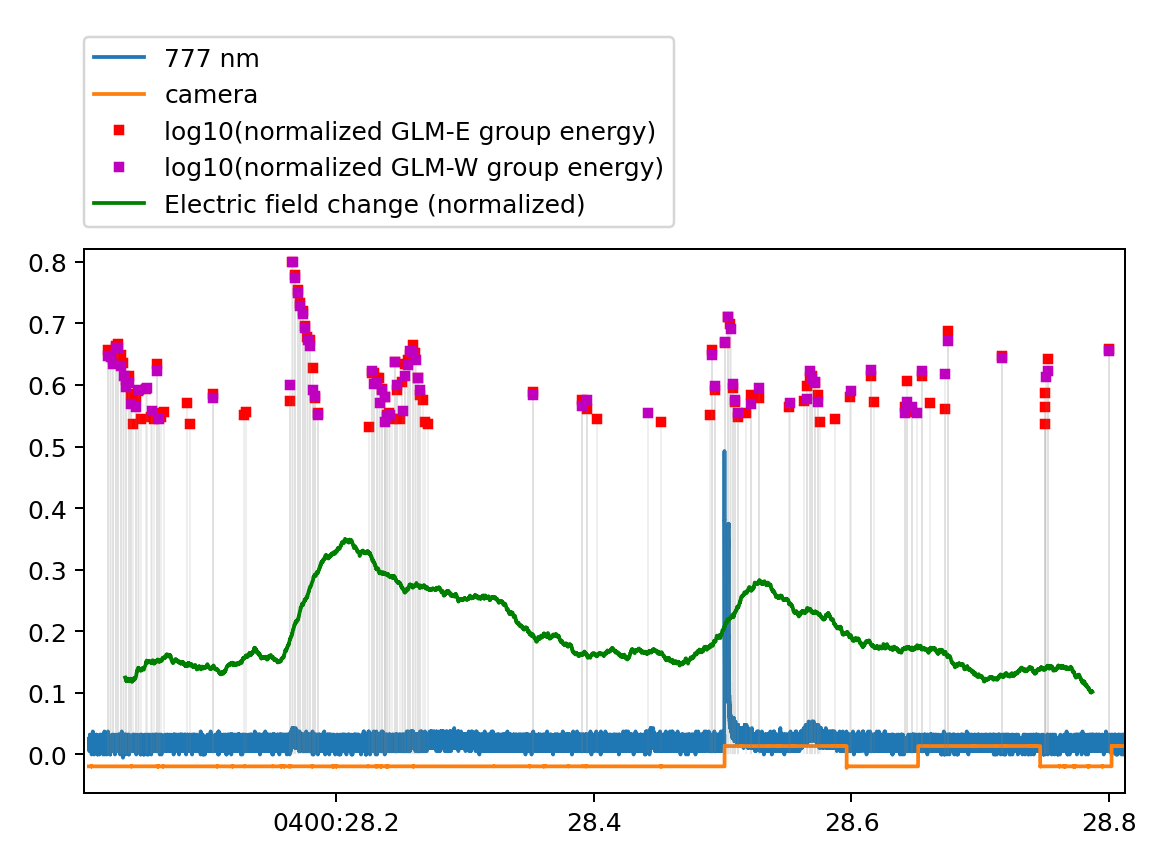 777 nm
camera
log10(normalized GLM-E group energy)
log10(normalized GLM-W group energy)
Electric field change (normalized)
0.8
0.7
0.6
0.5
0.4
0.3
0.2
0.1
0.0
0400:28.2 28.4 28.6 28.8